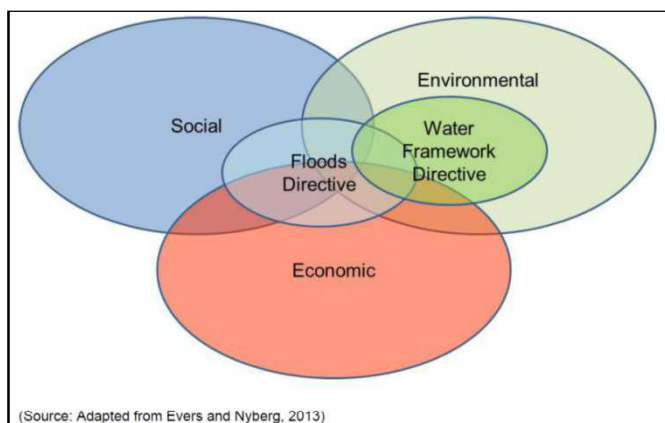 Environmental
Social
Water
Framework
Directive
Floods
Directive
Economic
(Source: Adapted from Evers and Nyberg, 2013)